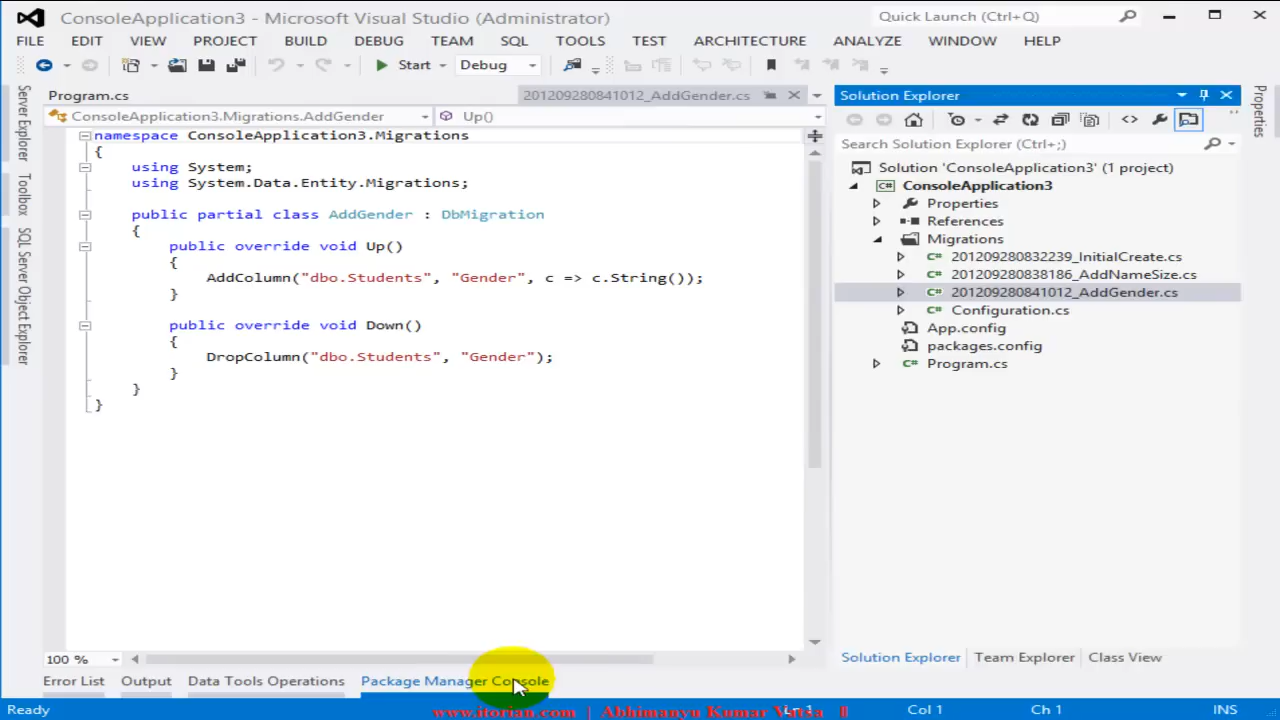 ConsoleApplication3 - Microsoft Visual Studio (Administrator)
Quick Launch (Ctrl+Q)
FILE EDIT VIEW PROJECT BUILD DEBUG TEAM SQL TOOLS TEST ARCHITECTURE ANALYZE WINDOW HELP
Start Debug
Server Explorer
Toolbox
SQL Server Object Explorer
Program.cs 201209280841012_AddGender.cs
ConsoleApplication3.Migrations.AddGender Up()
namespace ConsoleApplication3.Migrations
{
using System;
using System.Data.Entity.Migrations;
public partial class AddGender : DbMigration
{
public override void Up()
{
AddColumn("dbo.Students", "Gender", c => c.String());
}
public override void Down()
{
DropColumn("dbo.Students", "Gender");
}
}
}
100 %
Solution Explorer
Search Solution Explorer (Ctrl+;)
Solution 'ConsoleApplication3' (1 project)
ConsoleApplication3
Properties
References
Migrations
201209280832239_InitialCreate.cs
201209280838186_AddNameSize.cs
201209280841012_AddGender.cs
Configuration.cs
App.config
packages.config
Program.cs
Solution Explorer Team Explorer Class View
Properties
Error List Output Data Tools Operations Package Manager Console
Ready Ln 1 Col 1 Ch 1 INS
www.itorian.com | Abhimanyu Kumar Vatsa ||